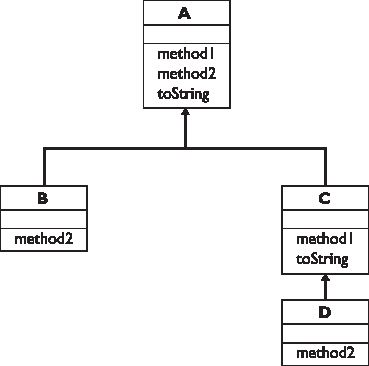 A
method1
method2
toString
B
method2
C
method1
toString
D
method2